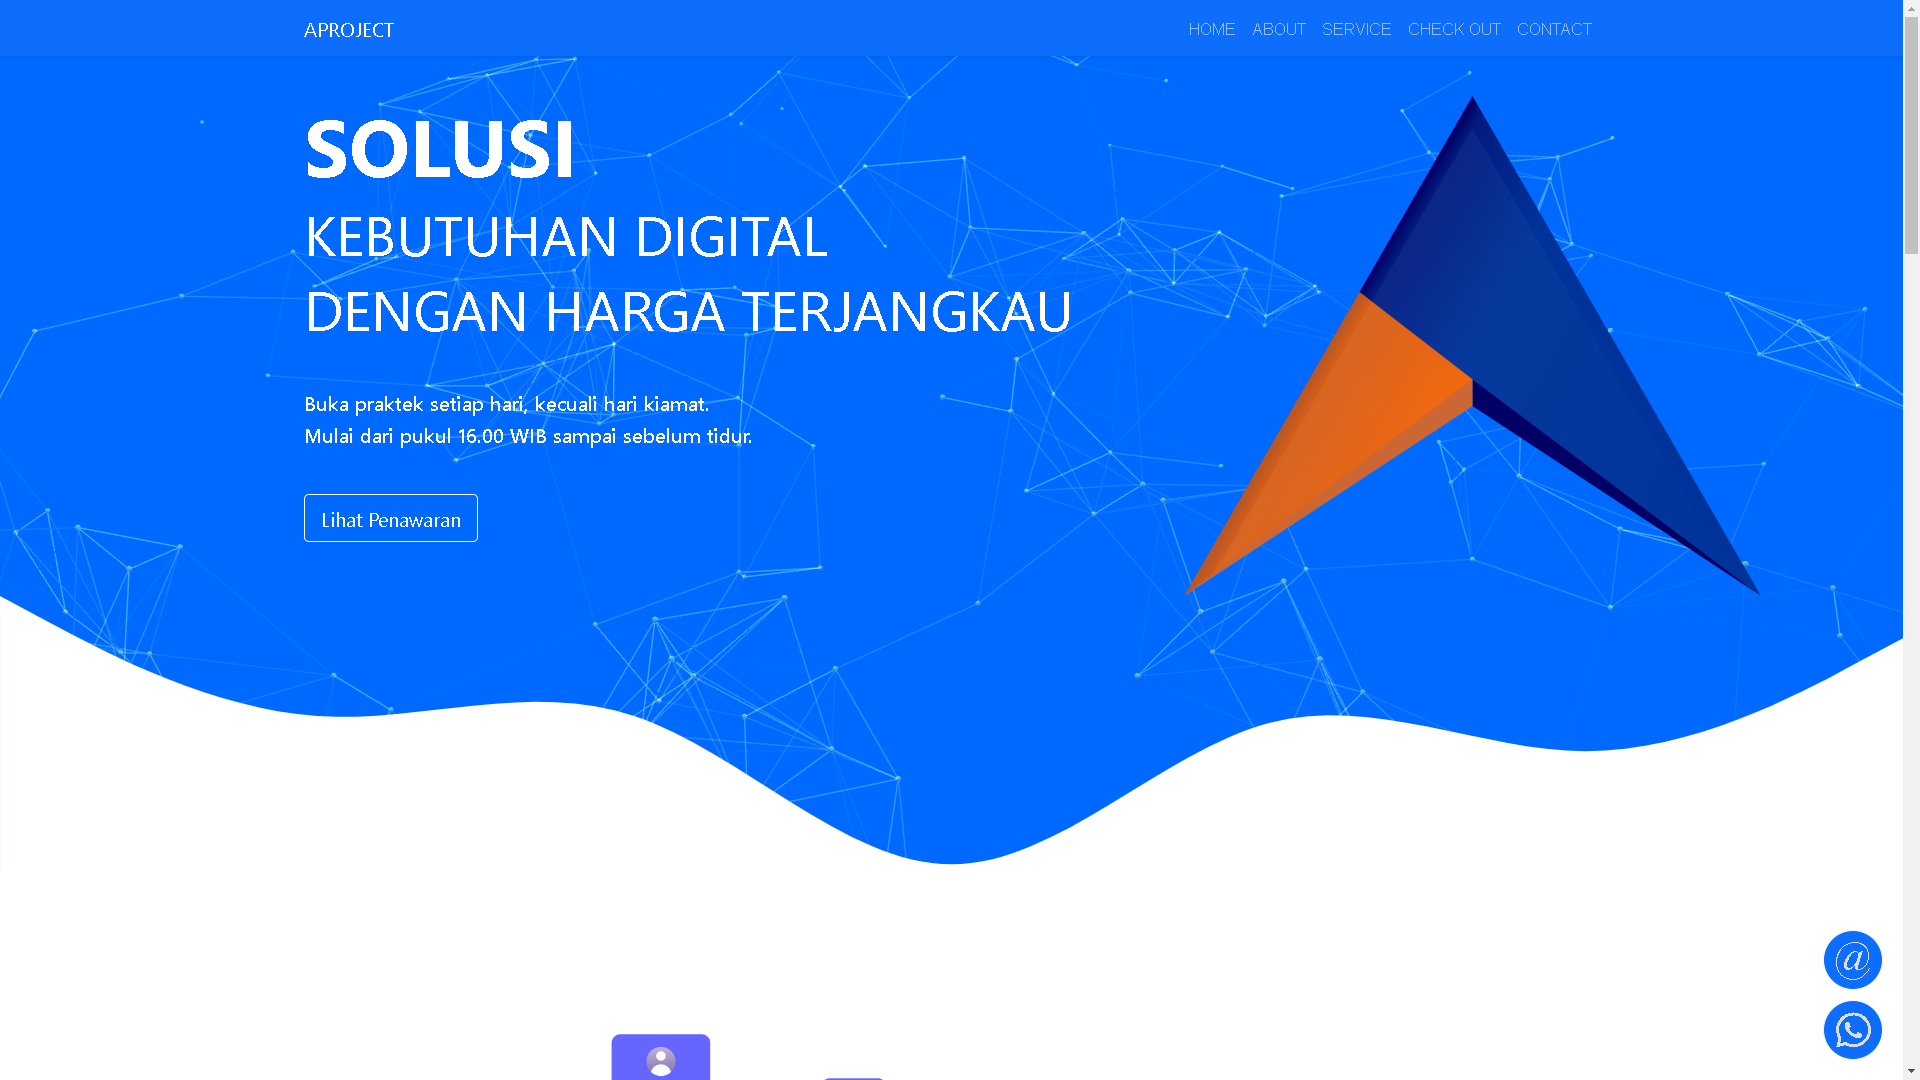 APROJECT
HOME ABOUT SERVICE CHECK OUT CONTACT
SOLUSI
KEBUTUHAN DIGITAL
DENGAN HARGA TERJANGKAU
Buka praktek setiap hari, kecuali hari kiamat.
Mulai dari pukul 16.00 WIB sampai sebelum tidur.
Lihat Penawaran
@